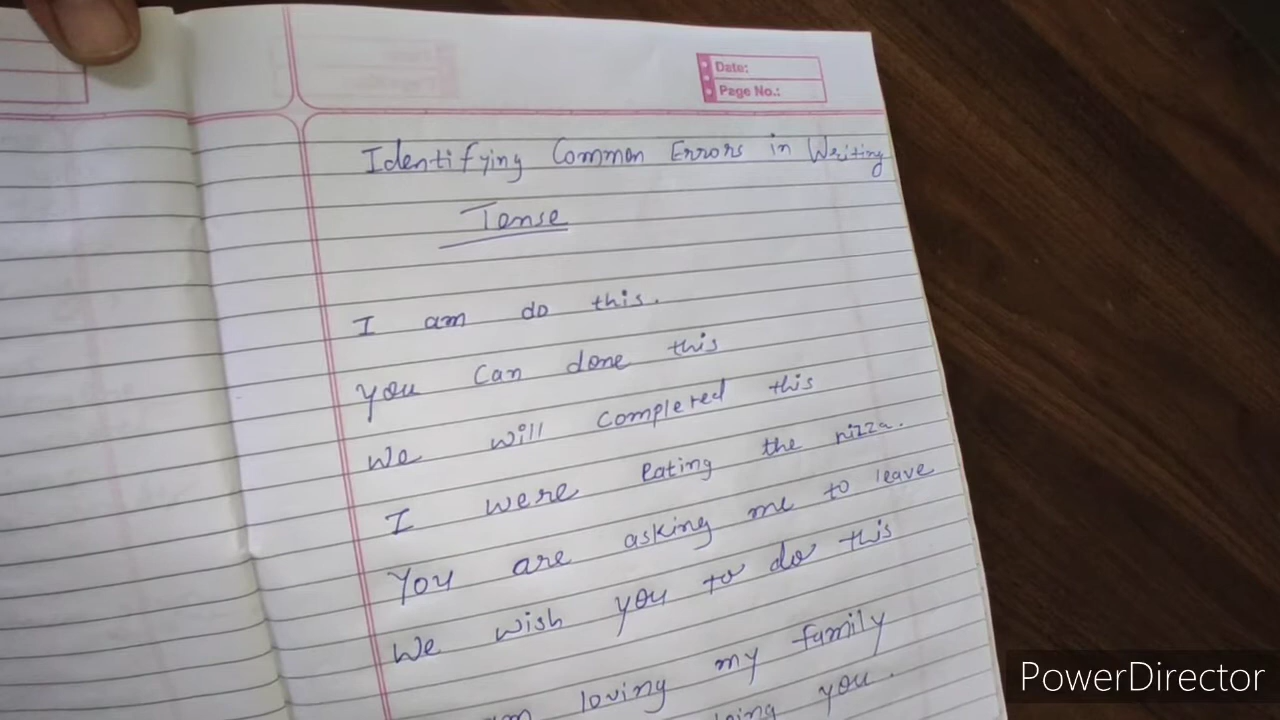 Date:
Page No.:
Identifying Common Errors in Writing
Tense
I am do this.
you can done this
We will completed this
I were eating the pizza.
You are asking me to leave
We wish you to do this
am loving my family
you.
PowerDirector